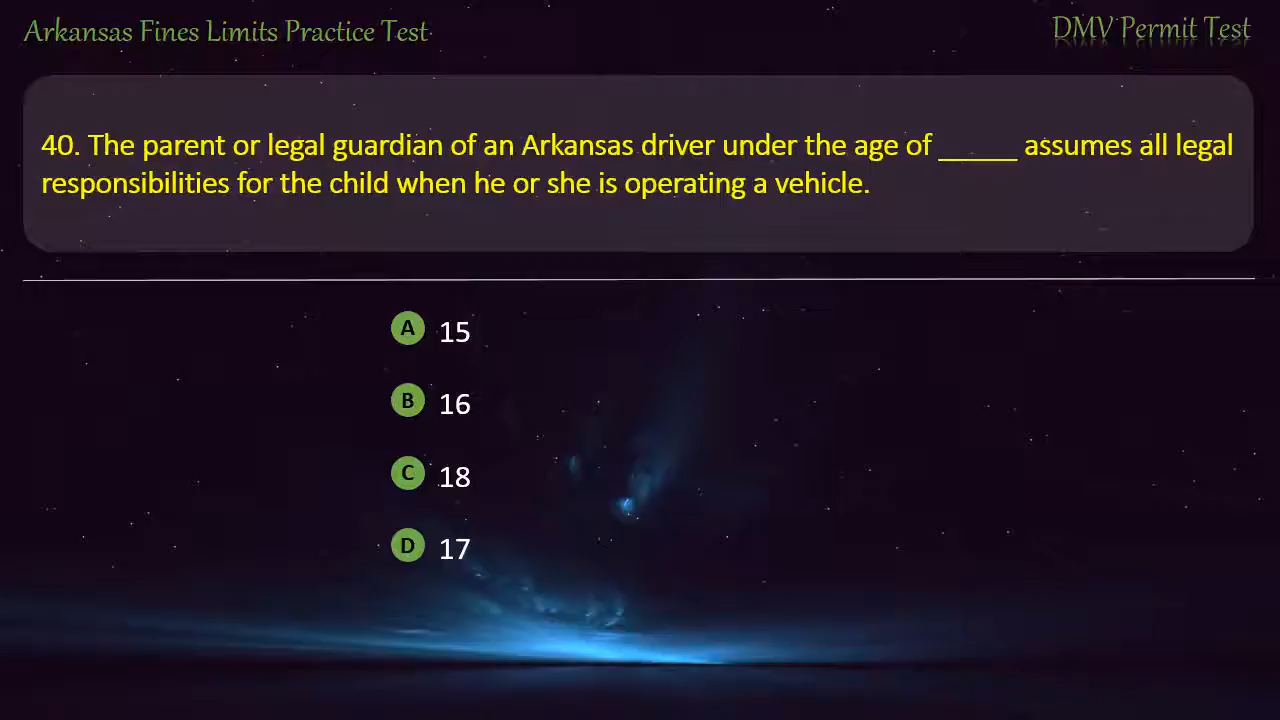 Arkansas Fines Limits Practice Test
DMV Permit Test
40. The parent or legal guardian of an Arkansas driver under the age of _____ assumes all legal
responsibilities for the child when he or she is operating a vehicle.
A 15
B 16
C 18
D 17